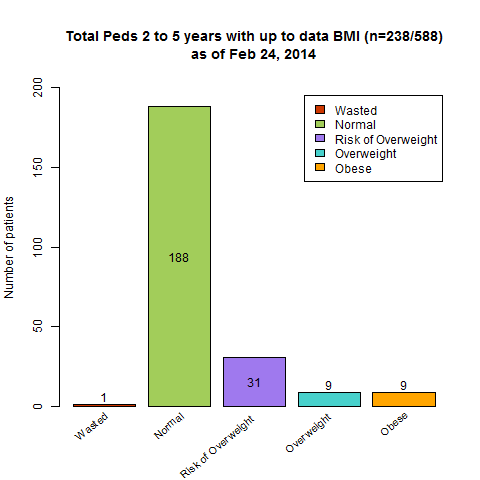 Total Peds 2 to 5 years with up to data BMI (n=238/588)
as of Feb 24, 2014
Number of patients
200
150
100
50
0
Wasted
Normal
Risk of Overweight
Overweight
Obese
1
188
31
9
9
Wasted
Normal
Risk of Overweight
Overweight
Obese